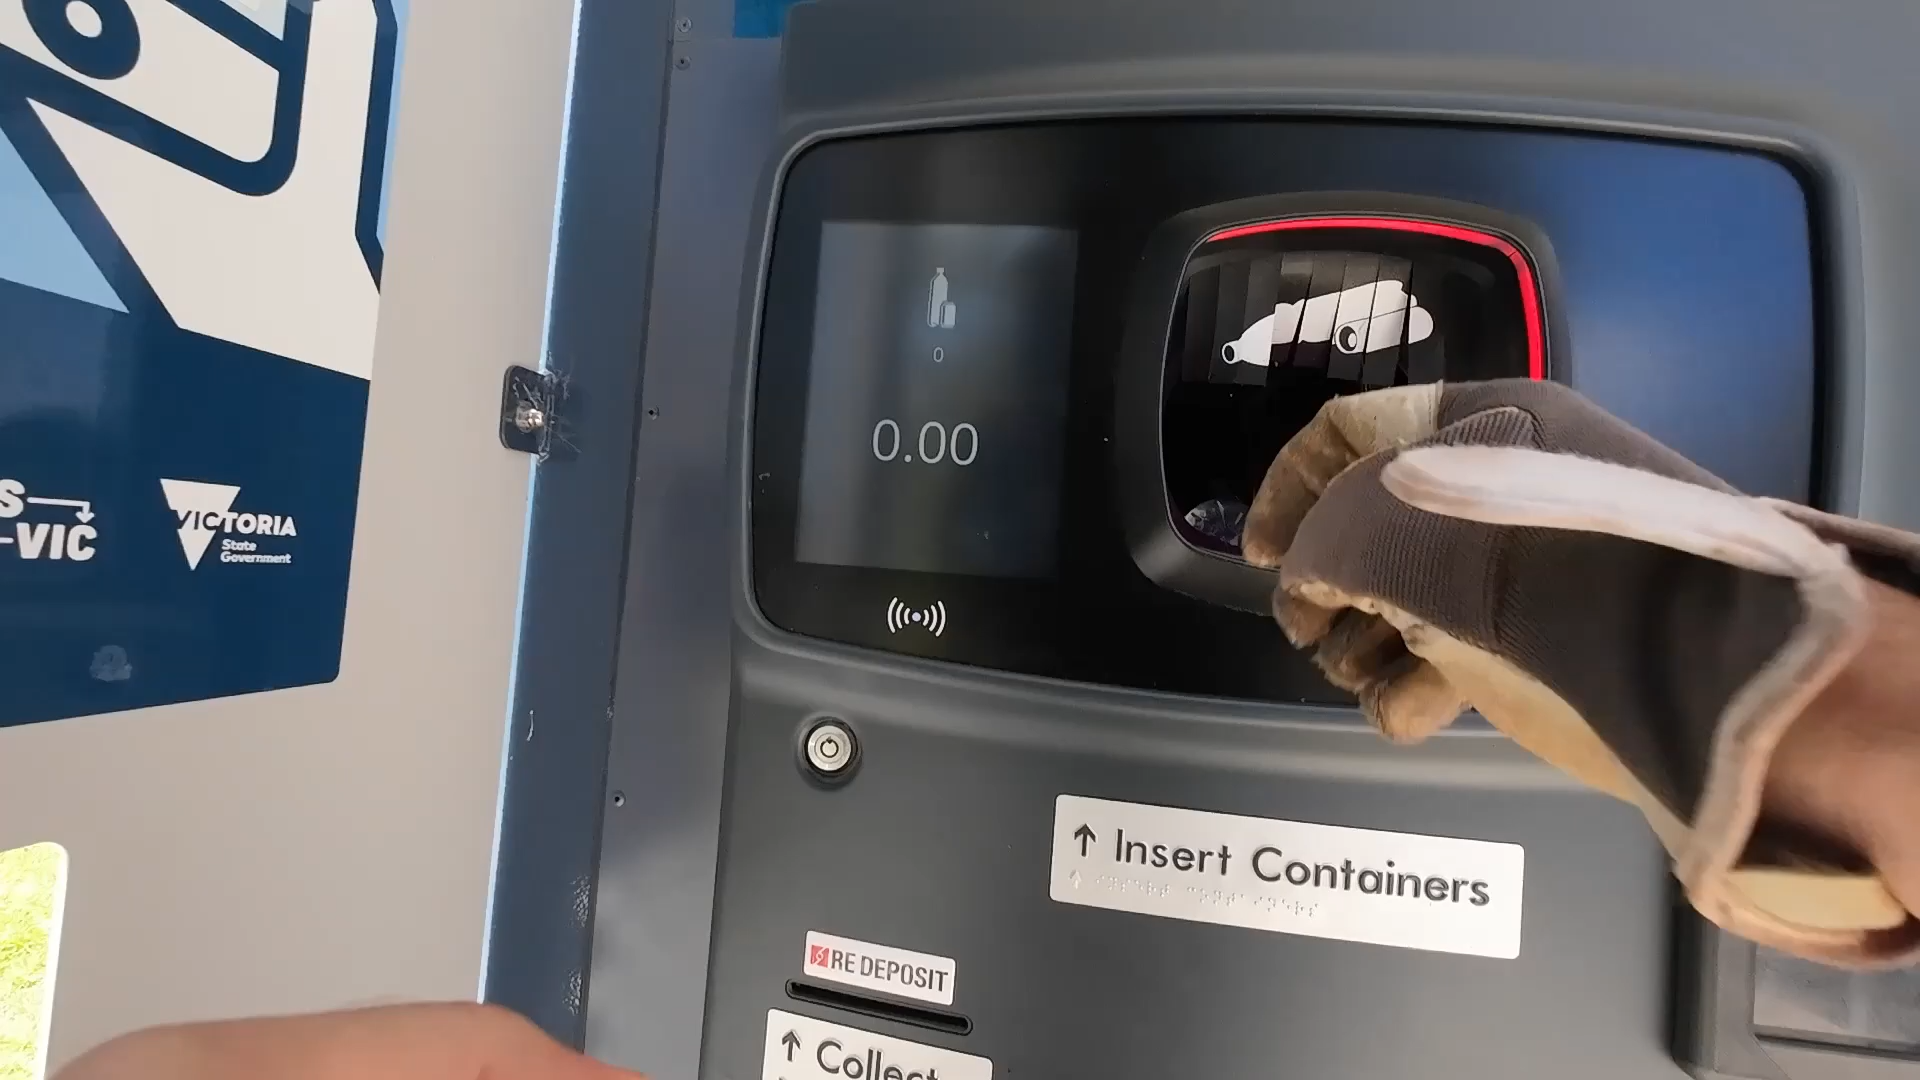 S
-VIC
VICTORIA
State
Government
0
0.00
↑ Insert Containers
RE DEPOSIT
↑ Collect